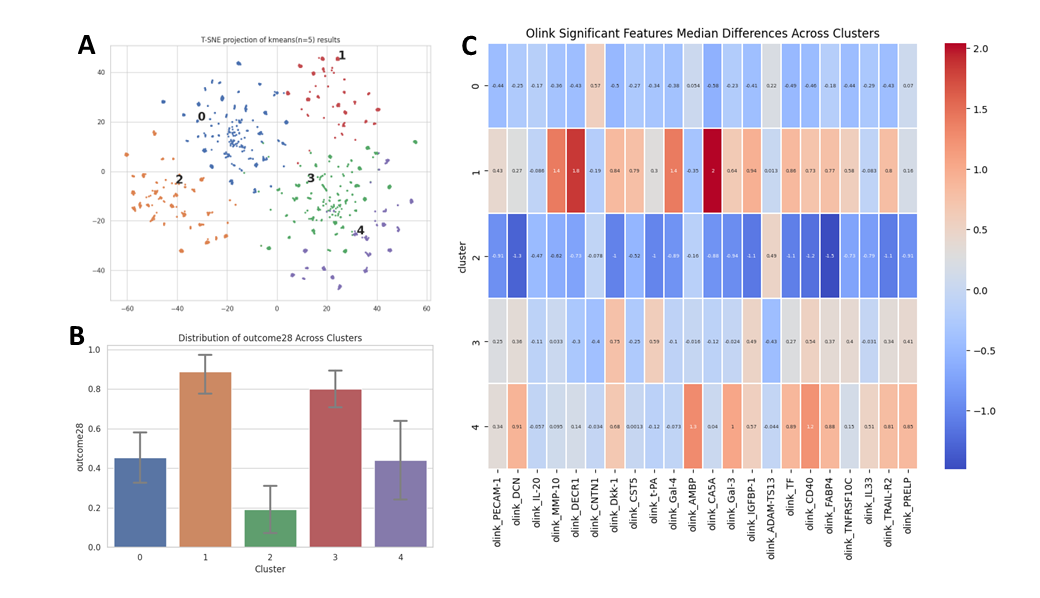 A
T-SNE projection of kmeans(n=5) results
40
20
0
−20
−40
−60
−40
−20
0
20
40
60
0
1
2
3
4
B
Distribution of outcome28 Across Clusters
outcome28
1.0
0.8
0.6
0.4
0.2
0.0
0
1
2
3
4
Cluster
C
Olink Significant Features Median Differences Across Clusters
cluster
0
-0.44 -0.25 -0.17 -0.36 -0.43 0.57 -0.5 -0.27 -0.34 -0.38 0.054 -0.58 -0.23 -0.41 0.22 -0.49 -0.46 -0.18 -0.44 -0.29 -0.43 0.07
1
0.43 0.27 -0.086 1.4 1.8 -0.19 0.84 0.79 0.3 1.4 -0.35 2 0.64 0.94 0.013 0.86 0.73 0.77 0.58 -0.083 0.8 0.16
2
-0.91 -1.3 -0.47 -0.62 -0.73 -0.078 -1 -0.52 -1 -0.89 -0.16 -0.86 -0.94 -1.1 0.49 -1.1 -1.2 -1.5 -0.73 -0.79 -1.1 -0.91
3
0.25 0.36 -0.11 0.033 -0.3 -0.4 0.75 -0.25 0.59 -0.1 -0.016 -0.12 -0.024 0.49 -0.43 0.27 0.54 0.37 0.4 -0.031 0.34 0.41
4
0.34 0.91 -0.057 0.095 0.14 -0.034 0.68 0.0013 -0.12 -0.073 1.3 0.04 1 0.57 -0.044 0.89 1.2 0.88 0.15 0.51 0.81 0.85
olink_PECAM-1
olink_DCN
olink_IL-20
olink_MMP-10
olink_DECR1
olink_CNTN1
olink_Dkk-1
olink_CST5
olink_t-PA
olink_Gal-4
olink_AMBP
olink_CA5A
olink_Gal-3
olink_IGFBP-1
olink_ADAM-TS13
olink_TF
olink_CD40
olink_FABP4
olink_TNFRSF10C
olink_IL33
olink_TRAIL-R2
olink_PRELP
2.0
1.5
1.0
0.5
0.0
−0.5
−1.0